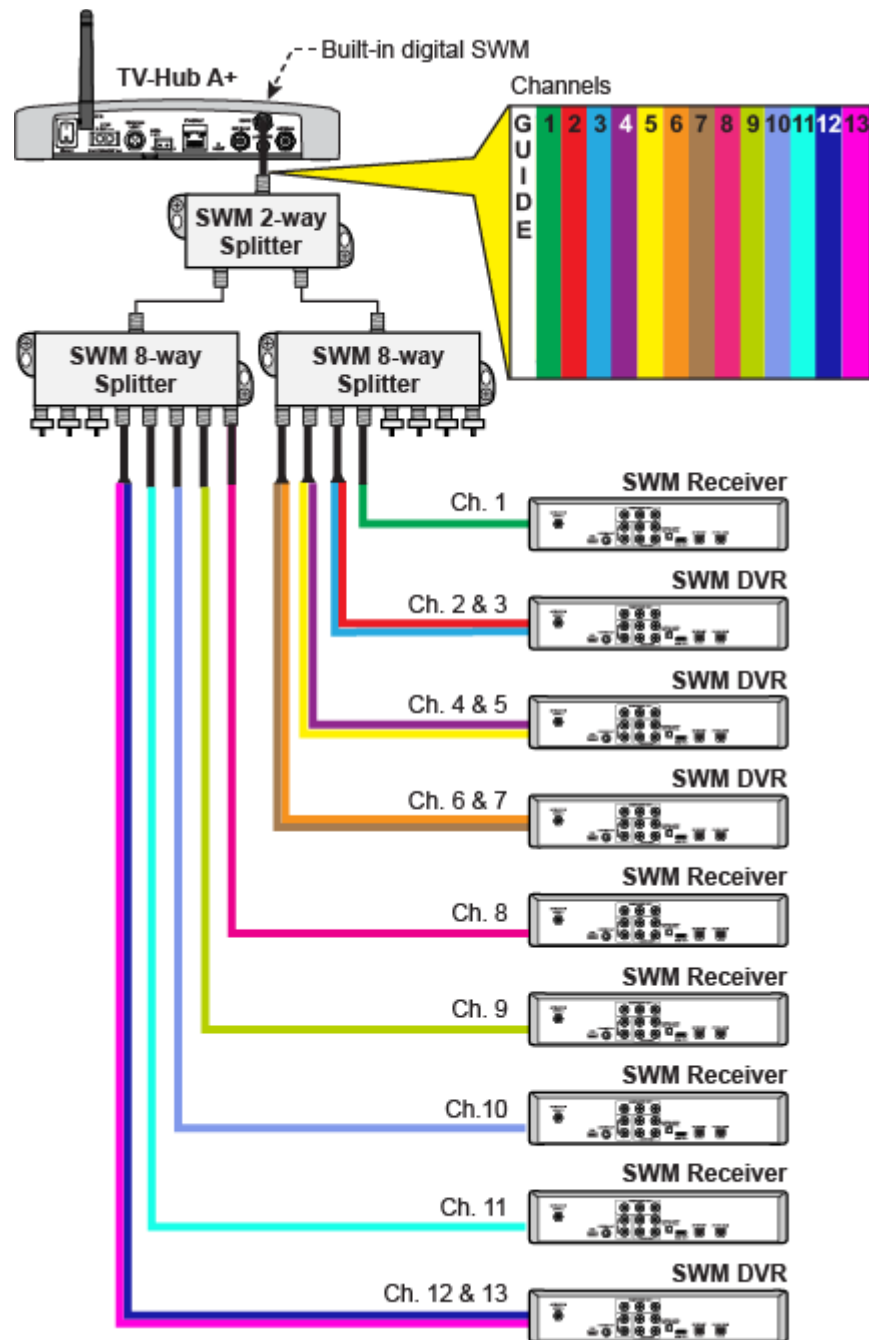 Built-in digital SWM
TV-Hub A+
Channels
GUIDE 1 2 3 4 5 6 7 8 9 10 11 12 13
SWM 2-way
Splitter
SWM 8-way
Splitter
SWM 8-way
Splitter
SWM Receiver
Ch. 1
SWM DVR
Ch. 2 & 3
SWM DVR
Ch. 4 & 5
SWM DVR
Ch. 6 & 7
SWM Receiver
Ch. 8
SWM Receiver
Ch. 9
SWM Receiver
Ch.10
SWM Receiver
Ch. 11
SWM DVR
Ch. 12 & 13